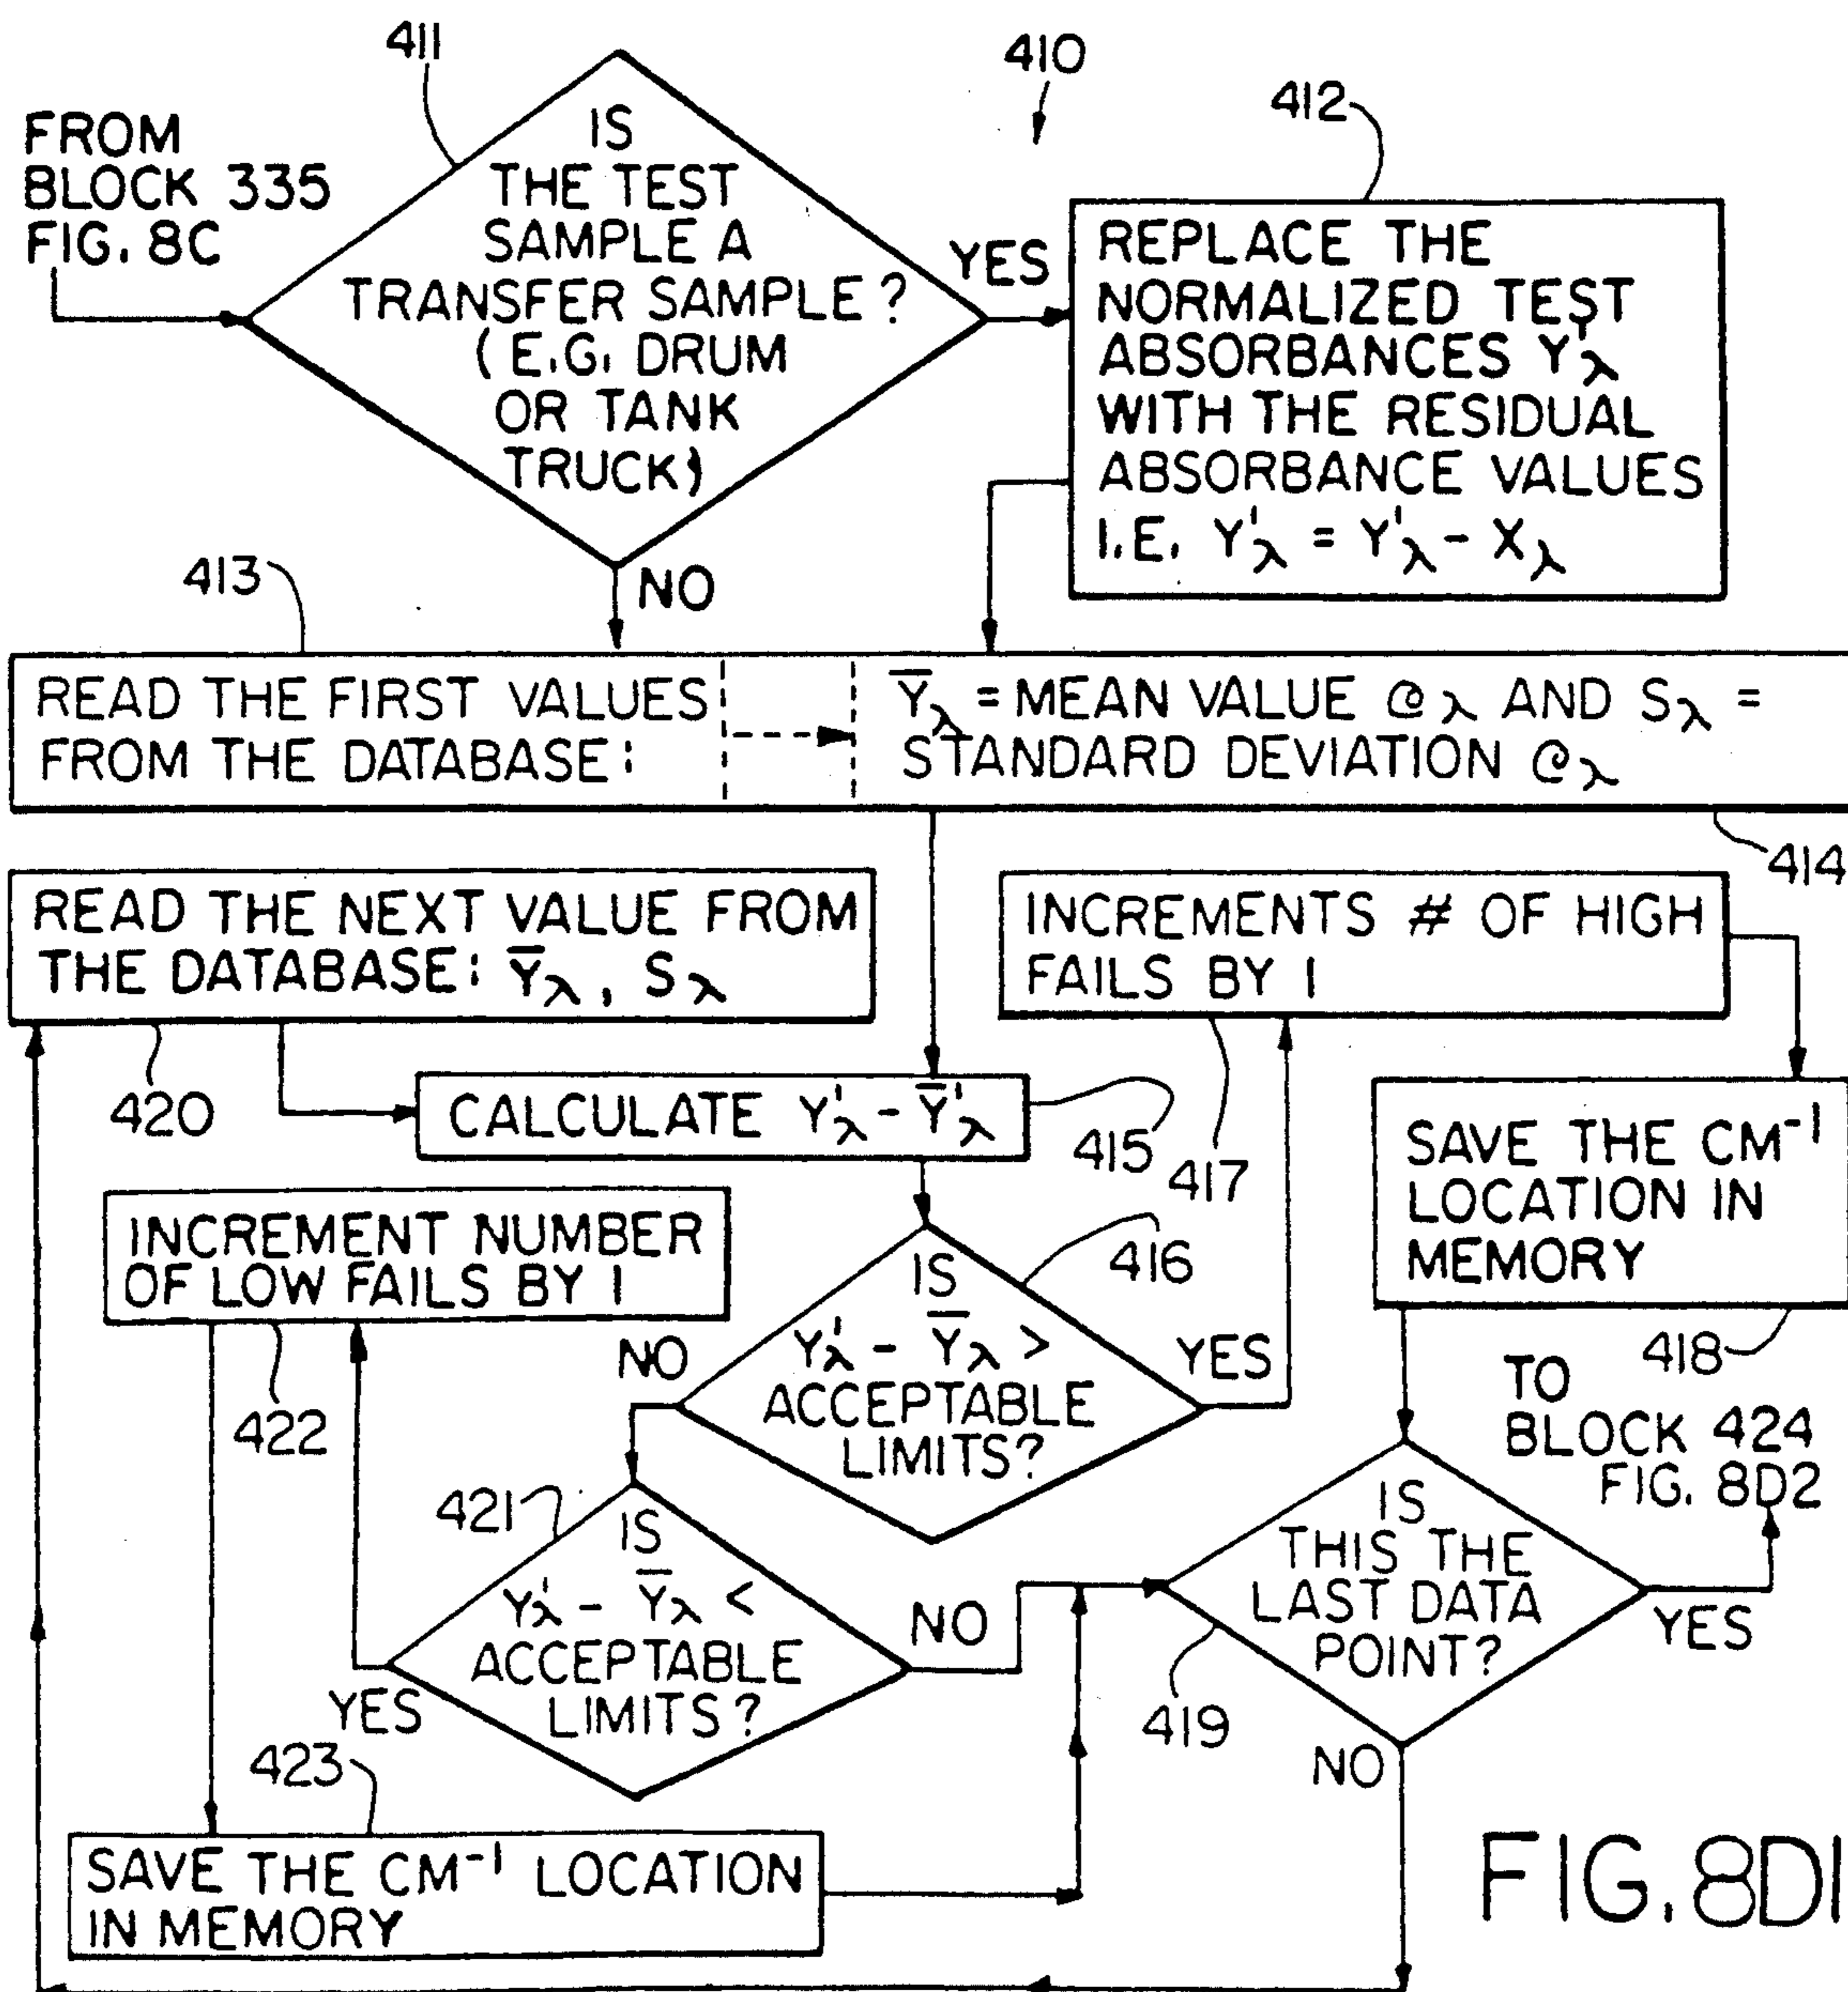 411
410
412
FROM
BLOCK 335
FIG. 8C
IS
THE TEST
SAMPLE A
TRANSFER SAMPLE?
(E.G. DRUM
OR TANK
TRUCK)
YES
NO
REPLACE THE
NORMALIZED TEST
ABSORBANCES Y'λ
WITH THE RESIDUAL
ABSORBANCE VALUES
I.E. Y'λ = Y'λ - Xλ
413
READ THE FIRST VALUES
FROM THE DATABASE:
Y̅λ = MEAN VALUE @ λ AND Sλ =
STANDARD DEVIATION @ λ
414
READ THE NEXT VALUE FROM
THE DATABASE: Y̅λ, Sλ
420
INCREMENTS # OF HIGH
FAILS BY 1
417
CALCULATE Y'λ - Y̅'λ
415
SAVE THE CM⁻¹
LOCATION IN
MEMORY
418
INCREMENT NUMBER
OF LOW FAILS BY 1
422
IS
Y'λ - Y̅λ >
ACCEPTABLE
LIMITS?
416
NO
YES
TO
BLOCK 424
FIG. 8D2
421
IS
Y'λ - Y̅λ <
ACCEPTABLE
LIMITS?
YES
NO
IS
THIS THE
LAST DATA
POINT?
YES
419
NO
423
SAVE THE CM⁻¹ LOCATION
IN MEMORY
FIG. 8D1